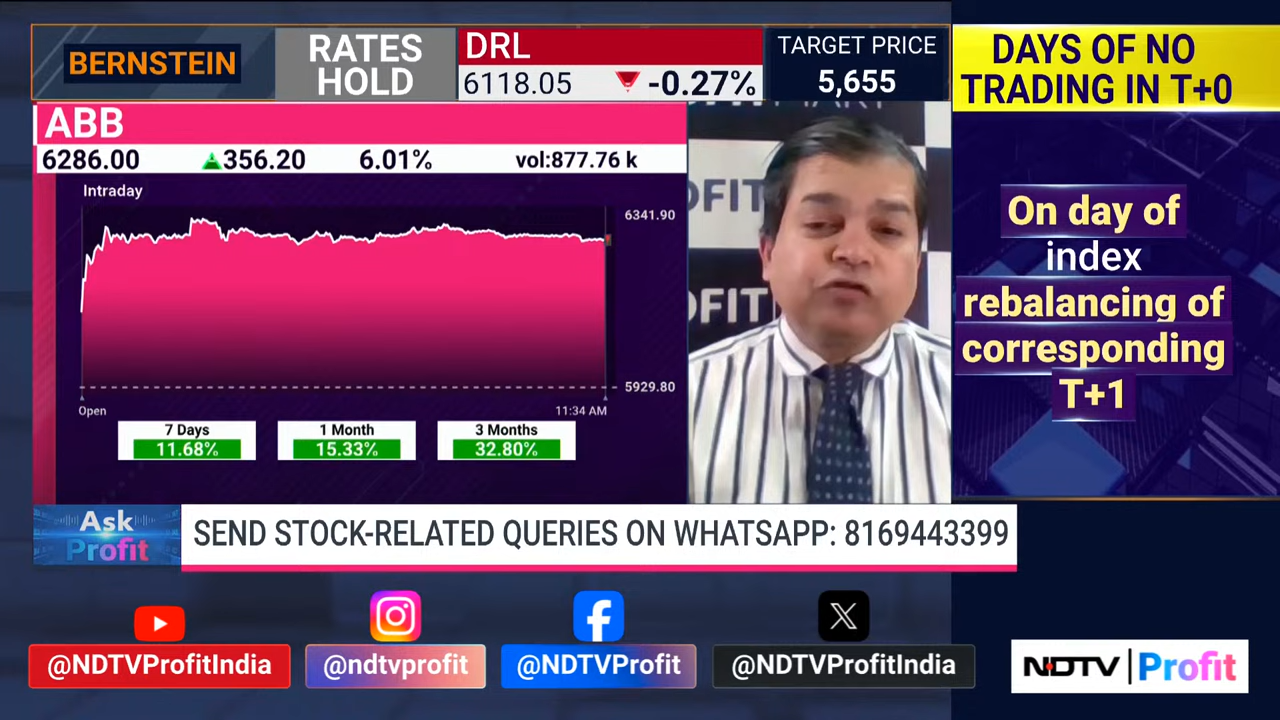 BERNSTEIN
RATES
HOLD
DRL
6118.05 -0.27%
TARGET PRICE
5,655
DAYS OF NO
TRADING IN T+0
ABB
6286.00 356.20 6.01% vol:877.76 k
Intraday
6341.90
5929.80
Open 11:34 AM
7 Days
11.68%
1 Month
15.33%
3 Months
32.80%
OFIT
OFIT
On day of
index
rebalancing of
corresponding
T+1
Ask
Profit
SEND STOCK-RELATED QUERIES ON WHATSAPP: 8169443399
@NDTVProfitIndia
@ndtvprofit
@NDTVProfit
@NDTVProfitIndia
NDTV | Profit